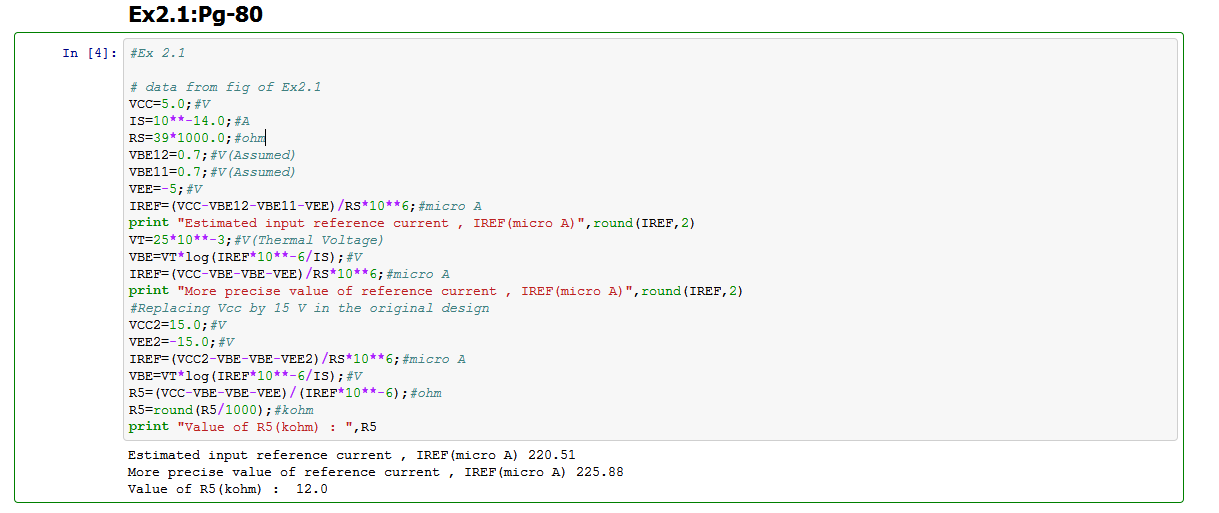 Ex2.1:Pg-80
In [4]: #Ex 2.1
# data from fig of Ex2.1
VCC=5.0;#V
IS=10**-14.0;#A
RS=39*1000.0;#ohm
VBE12=0.7;#V(Assumed)
VBE11=0.7;#V(Assumed)
VEE=-5;#V
IREF=(VCC-VBE12-VBE11-VEE)/RS*10**6;#micro A
print "Estimated input reference current , IREF(micro A)",round(IREF,2)
VT=25*10**-3;#V(Thermal Voltage)
VBE=VT*log(IREF*10**-6/IS);#V
IREF=(VCC-VBE-VBE-VEE)/RS*10**6;#micro A
print "More precise value of reference current , IREF(micro A)",round(IREF,2)
#Replacing Vcc by 15 V in the original design
VCC2=15.0;#V
VEE2=-15.0;#V
IREF=(VCC2-VBE-VBE-VEE2)/RS*10**6;#micro A
VBE=VT*log(IREF*10**-6/IS);#V
R5=(VCC-VBE-VBE-VEE)/(IREF*10**-6);#ohm
R5=round(R5/1000);#kohm
print "Value of R5(kohm) : ",R5
Estimated input reference current , IREF(micro A) 220.51
More precise value of reference current , IREF(micro A) 225.88
Value of R5(kohm) :  12.0